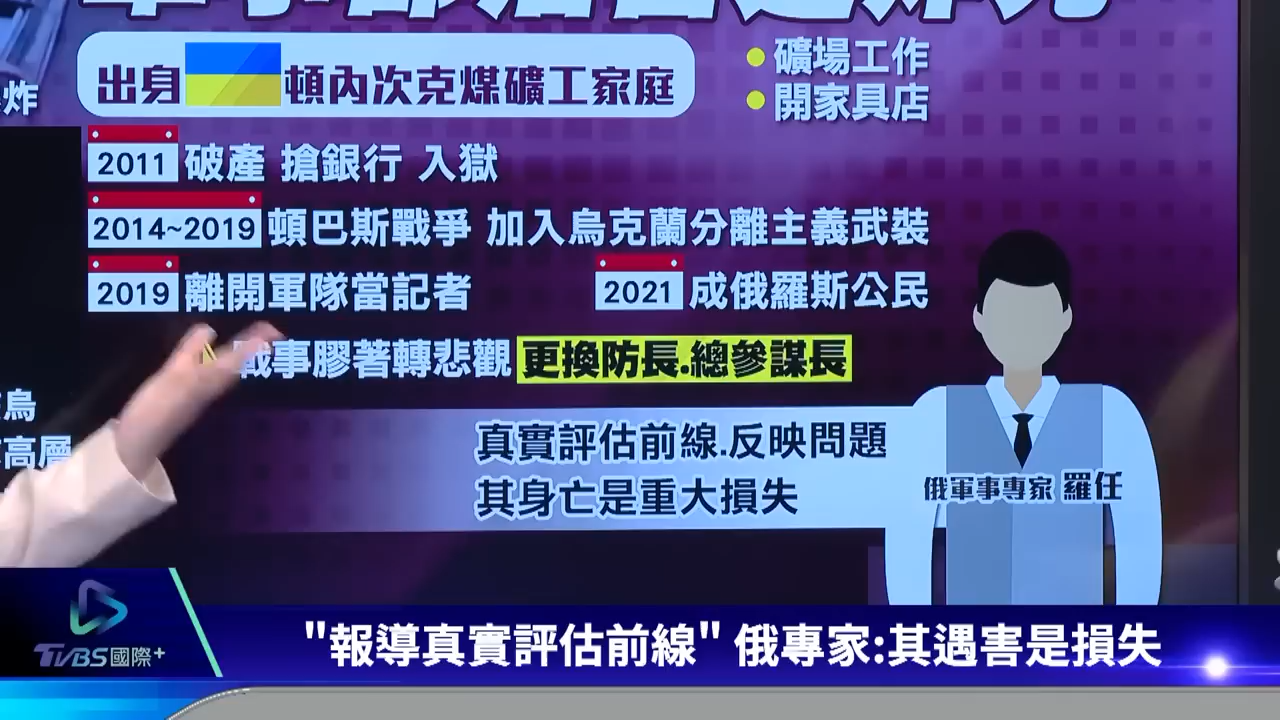 出身 頓內次克煤礦工家庭
礦場工作
開家具店
炸
2011 破產 搶銀行 入獄
2014~2019 頓巴斯戰爭 加入烏克蘭分離主義武裝
2019 離開軍隊當記者
2021 成俄羅斯公民
戰事膠著轉悲觀 更換防長.總參謀長
烏
高層
真實評估前線.反映問題
其身亡是重大損失
俄軍事專家 羅任
TVBS國際+
"報導真實評估前線" 俄專家:其遇害是損失